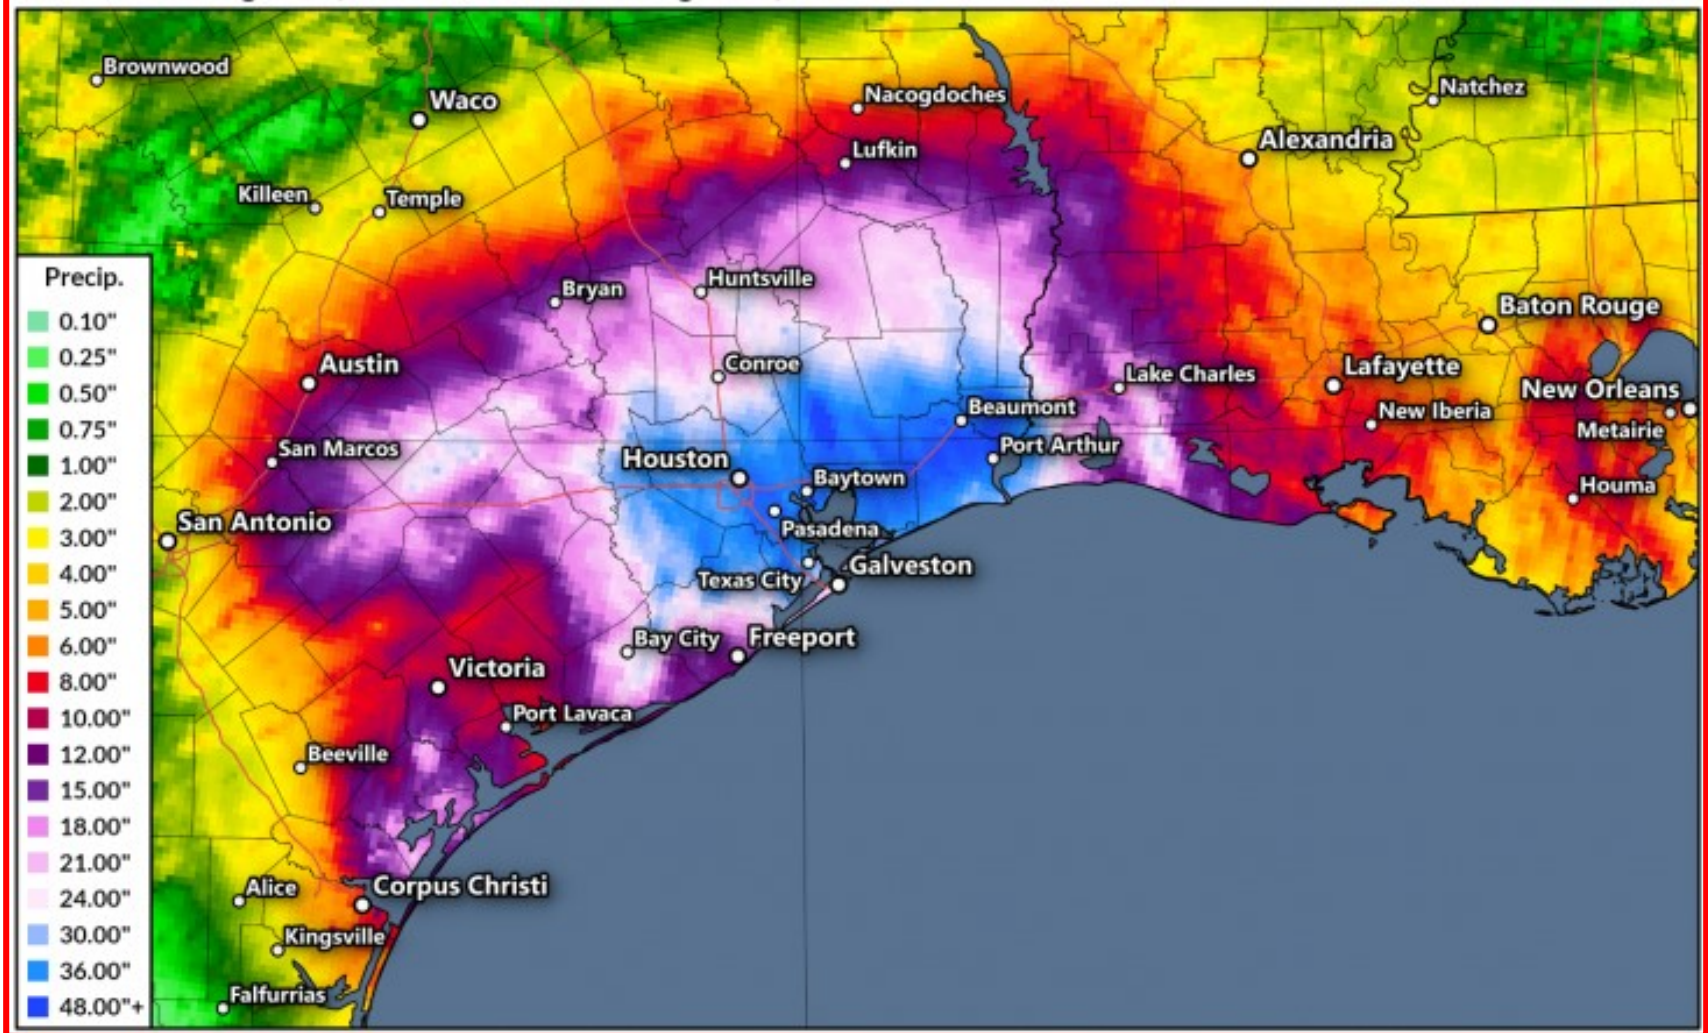 Brownwood
Waco
Nacogdoches
Natchez
Alexandria
Lufkin
Killeen
Temple
Huntsville
Bryan
Baton Rouge
Austin
Conroe
Lake Charles
Lafayette
New Orleans
Beaumont
New Iberia
Metairie
San Marcos
Houston
Port Arthur
Baytown
Houma
San Antonio
Pasadena
Texas City
Galveston
Bay City
Freeport
Victoria
Port Lavaca
Beeville
Alice
Corpus Christi
Kingsville
Falfurrias
Precip.
0.10"
0.25"
0.50"
0.75"
1.00"
2.00"
3.00"
4.00"
5.00"
6.00"
8.00"
10.00"
12.00"
15.00"
18.00"
21.00"
24.00"
30.00"
36.00"
48.00"+